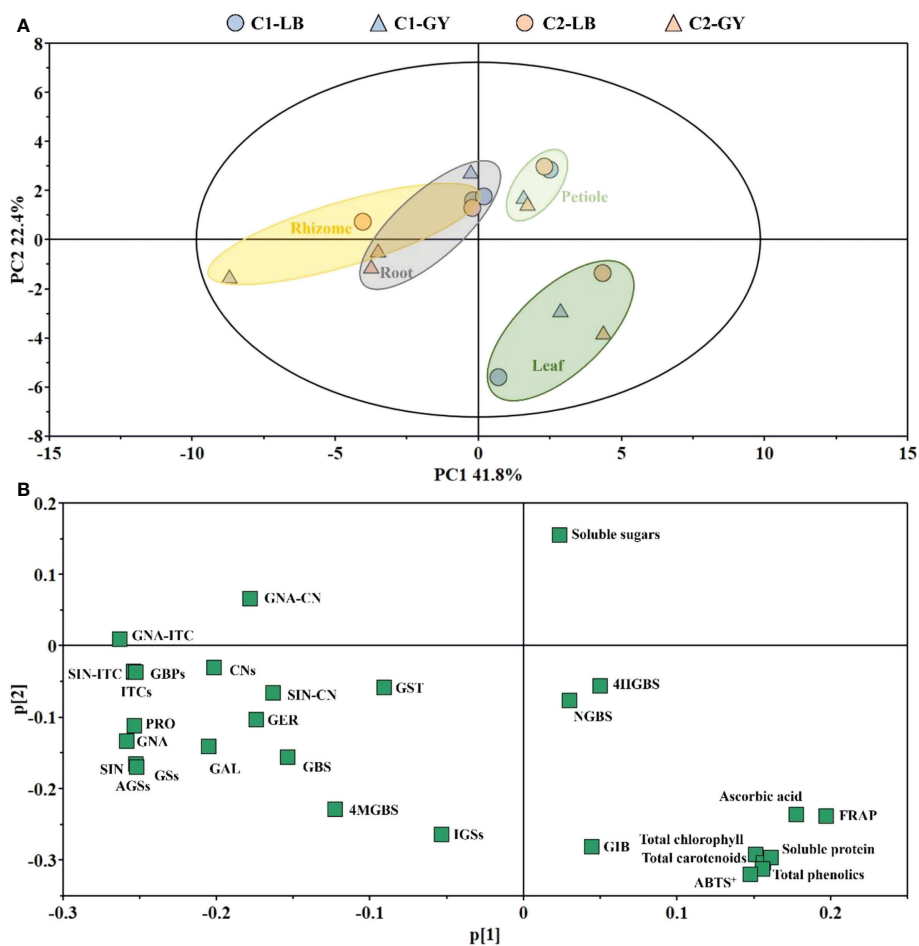 A
C1-LB C1-GY C2-LB C2-GY
8
6
4
2
0
-2
-4
-6
-8
PC2 22.4%
Petiole
Rhizome
Root
Leaf
-15 -10 -5 0 5 10 15
PC1 41.8%
B
0.2
0.1
0
-0.1
-0.2
-0.3
p[2]
Soluble sugars
GNA-CN
GNA-ITC
SIN-ITC GBPs
ITCs
CNs
SIN-CN
GST
4IIGBS
NGBS
PRO
GNA
GER
SIN GSs
AGSs
GAL
GBS
4MGBS
IGSs
Ascorbic acid
FRAP
GIB
Total chlorophyll
Soluble protein
Total carotenoids
Total phenolics
ABTS+
-0.3 -0.2 -0.1 0 0.1 0.2
p[1]